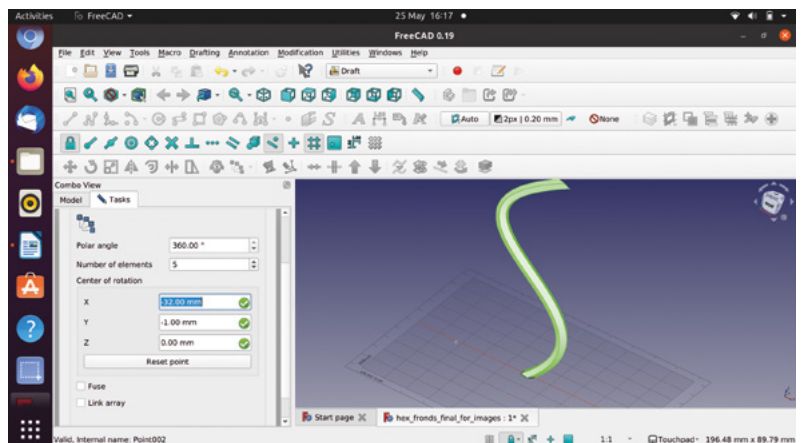 Activities FreeCAD 25 May 16:17
FreeCAD 0.19
File Edit View Tools Macro Drafting Annotation Modification Utilities Windows Help
Draft
Auto 2px | 0.20 mm None
Combo View
Model Tasks
Polar angle 360.00 °
Number of elements 5
Center of rotation
X -32.00 mm
Y -1.00 mm
Z 0.00 mm
Reset point
Fuse
Link array
Start page hex_fronds_final_for_images : 1*
Valid, Internal name: Point002 1:1 Touchpad 196.48 mm x 89.79 mm